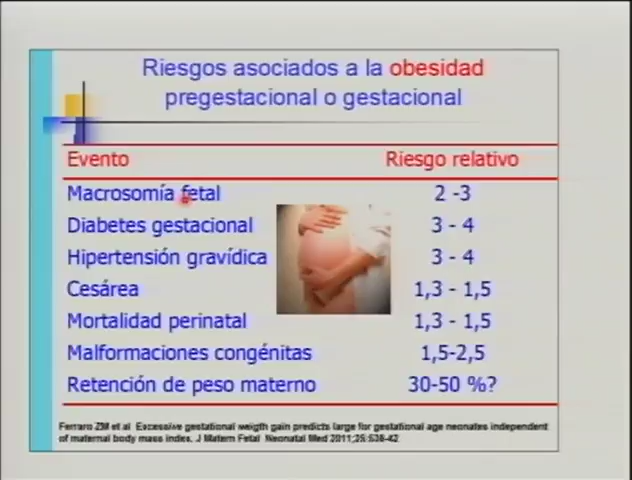 Riesgos asociados a la obesidad
pregestacional o gestacional
Evento Riesgo relativo
Macrosomía fetal 2 -3
Diabetes gestacional 3 - 4
Hipertensión gravídica 3 - 4
Cesárea 1,3 - 1,5
Mortalidad perinatal 1,3 - 1,5
Malformaciones congénitas 1,5-2,5
Retención de peso materno 30-50 %?
Ferraro ZM et al Excessive gestational weigth gain predicts large for gestational age neonates independent
of maternal body mass index. J Matern Fetal Neonatal Med 2011;25:538-42